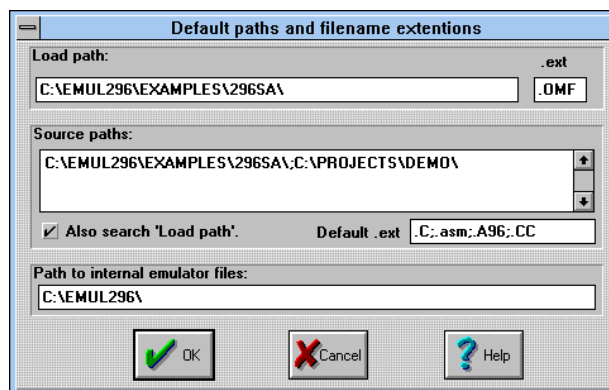 Default paths and filename extentions
Load path:
.ext
C:\EMUL296\EXAMPLES\296SA\
.OMF
Source paths:
C:\EMUL296\EXAMPLES\296SA\;C:\PROJECTS\DEMO\
Also search 'Load path'.
Default .ext
.C;.asm;.A96;.CC
Path to internal emulator files:
C:\EMUL296\
OK
Cancel
Help